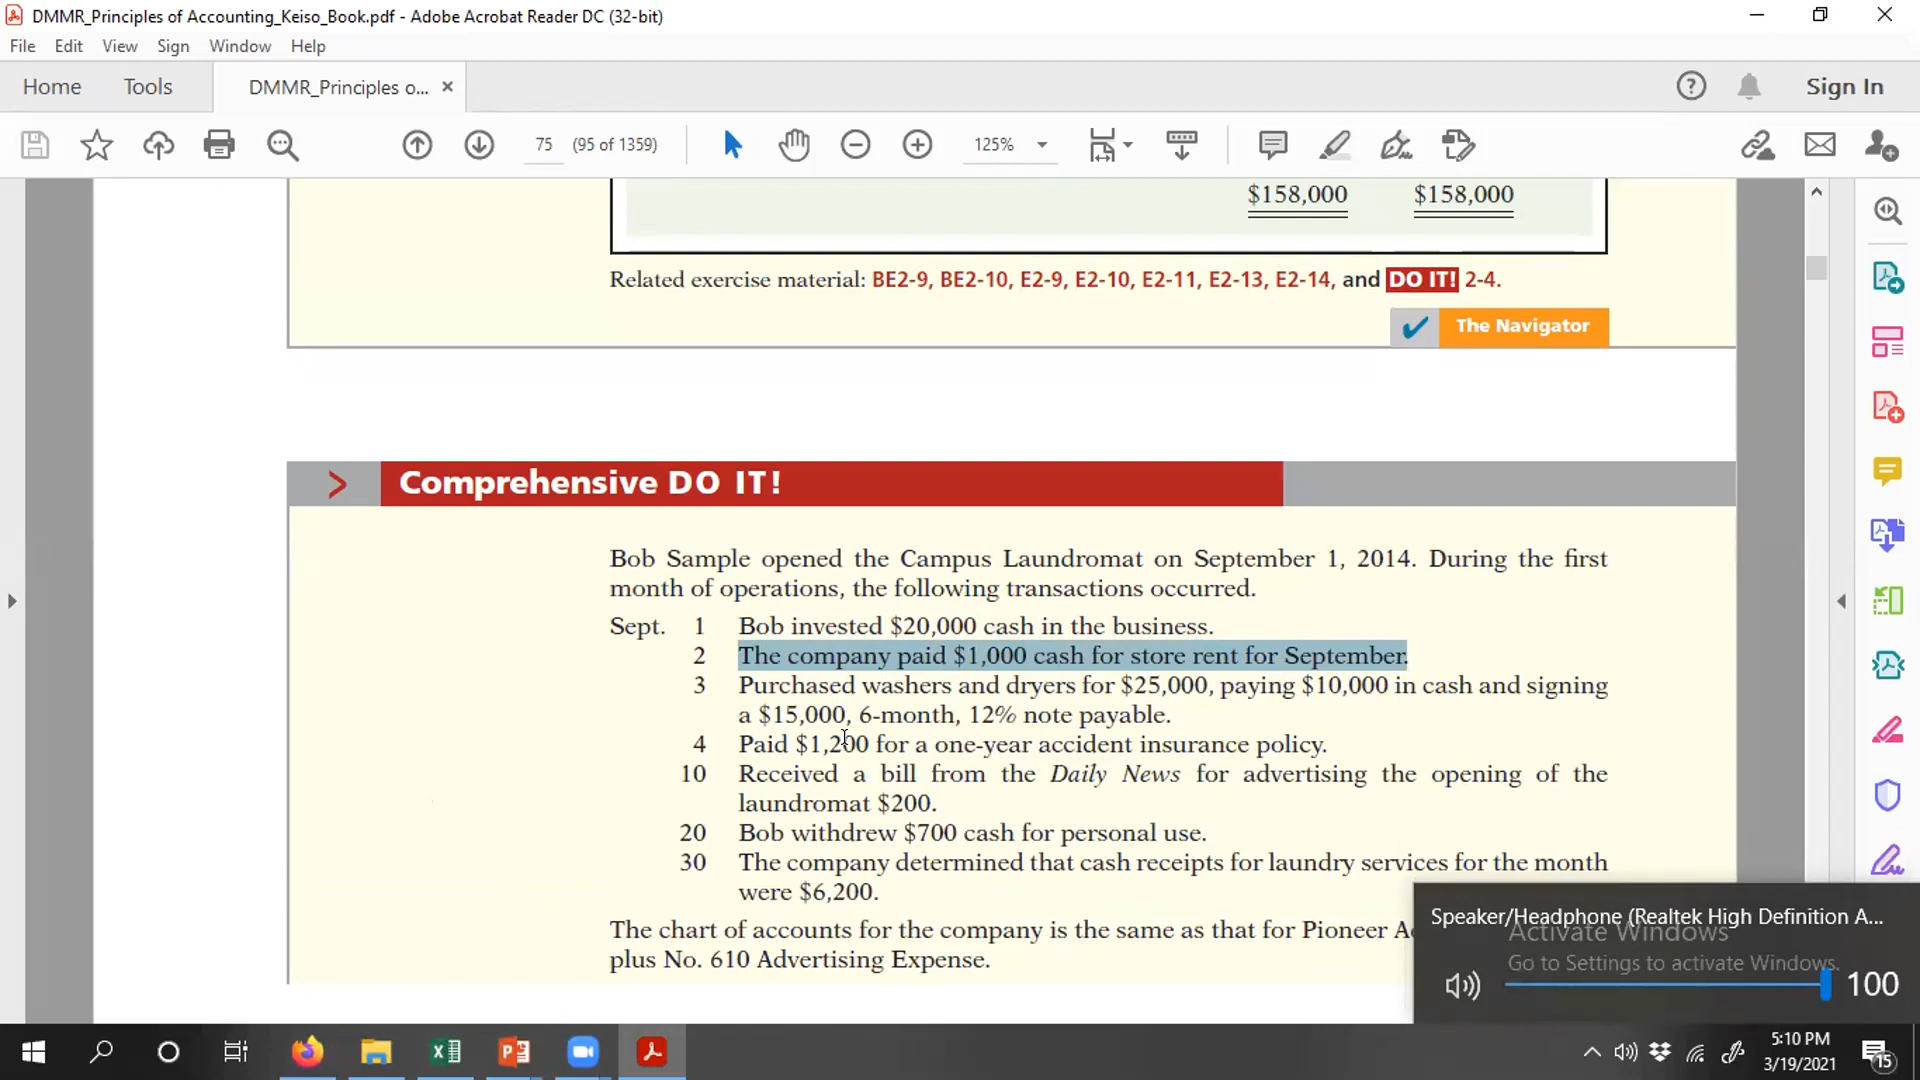 DMMR_Principles of Accounting_Keiso_Book.pdf - Adobe Acrobat Reader DC (32-bit)
File Edit View Sign Window Help
Home Tools DMMR_Principles o... × Sign In
75 (95 of 1359) 125%
$158,000 $158,000
Related exercise material: BE2-9, BE2-10, E2-9, E2-10, E2-11, E2-13, E2-14, and DO IT! 2-4.
The Navigator
> Comprehensive DO IT!
Bob Sample opened the Campus Laundromat on September 1, 2014. During the first
month of operations, the following transactions occurred.
Sept. 1 Bob invested $20,000 cash in the business.
2 The company paid $1,000 cash for store rent for September.
3 Purchased washers and dryers for $25,000, paying $10,000 in cash and signing
a $15,000, 6-month, 12% note payable.
4 Paid $1,200 for a one-year accident insurance policy.
10 Received a bill from the Daily News for advertising the opening of the
laundromat $200.
20 Bob withdrew $700 cash for personal use.
30 The company determined that cash receipts for laundry services for the month
were $6,200.
The chart of accounts for the company is the same as that for Pioneer
plus No. 610 Advertising Expense.
Speaker/Headphone (Realtek High Definition A...
Activate Windows
Go to Settings to activate Windows.
100
5:10 PM
3/19/2021
15